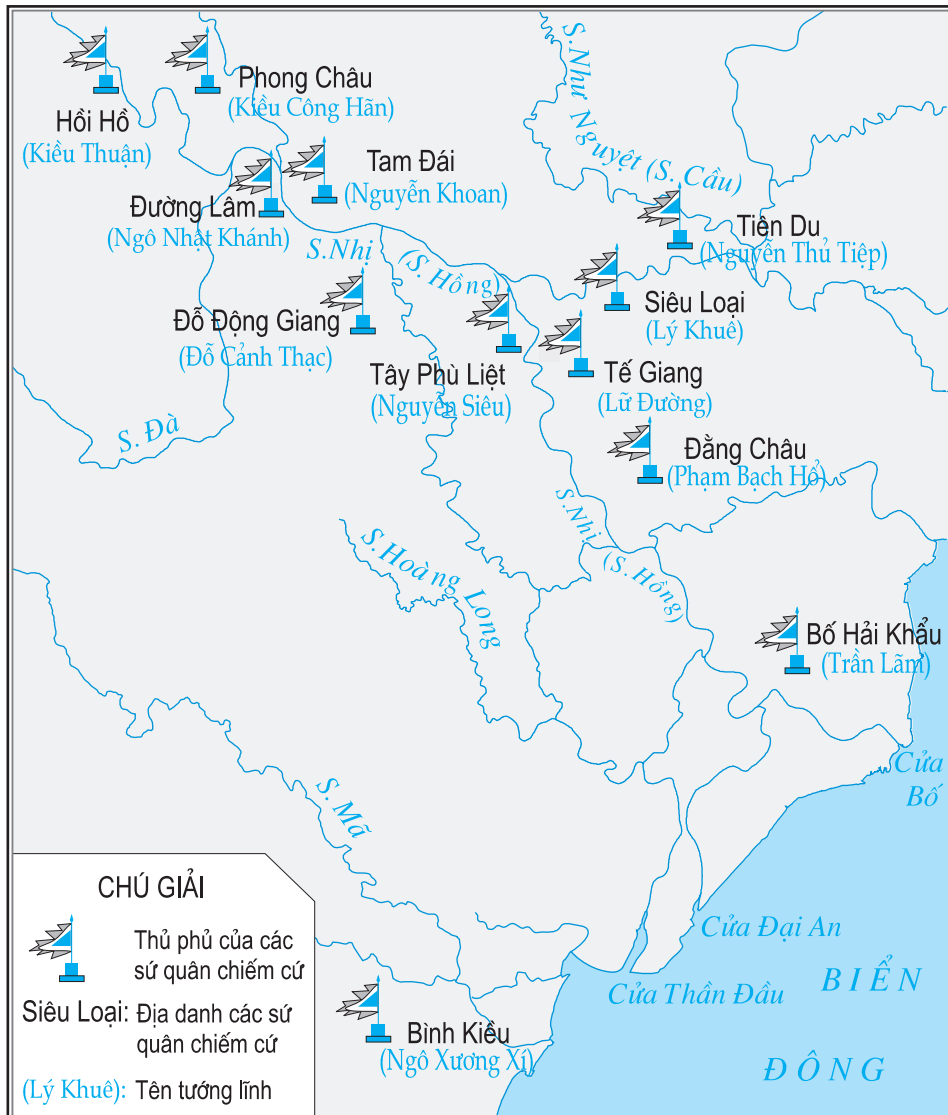 Hồi Hồ
(Kiều Thuận)
Phong Châu
(Kiều Công Hãn)
S.Như Nguyệt (S. Cầu)
Tam Đái
(Nguyễn Khoan)
Đường Lâm
(Ngô Nhật Khánh)
Tiên Du
(Nguyễn Thủ Tiệp)
S.Nhị (S. Hồng)
Siêu Loại
(Lý Khuê)
Đỗ Động Giang
(Đỗ Cảnh Thạc)
Tây Phù Liệt
(Nguyễn Siêu)
Tế Giang
(Lữ Đường)
S. Đà
Đằng Châu
(Phạm Bạch Hổ)
S.Nhị (S. Hồng)
S.Hoàng Long
Bố Hải Khẩu
(Trần Lãm)
Cửa
Bố
S. Mã
Cửa Đại An
Cửa Thần Đầu
BIỂN
ĐÔNG
Bình Kiều
(Ngô Xương Xí)
CHÚ GIẢI
Thủ phủ của các
sứ quân chiếm cứ
Siêu Loại: Địa danh các sứ
quân chiếm cứ
(Lý Khuê): Tên tướng lĩnh